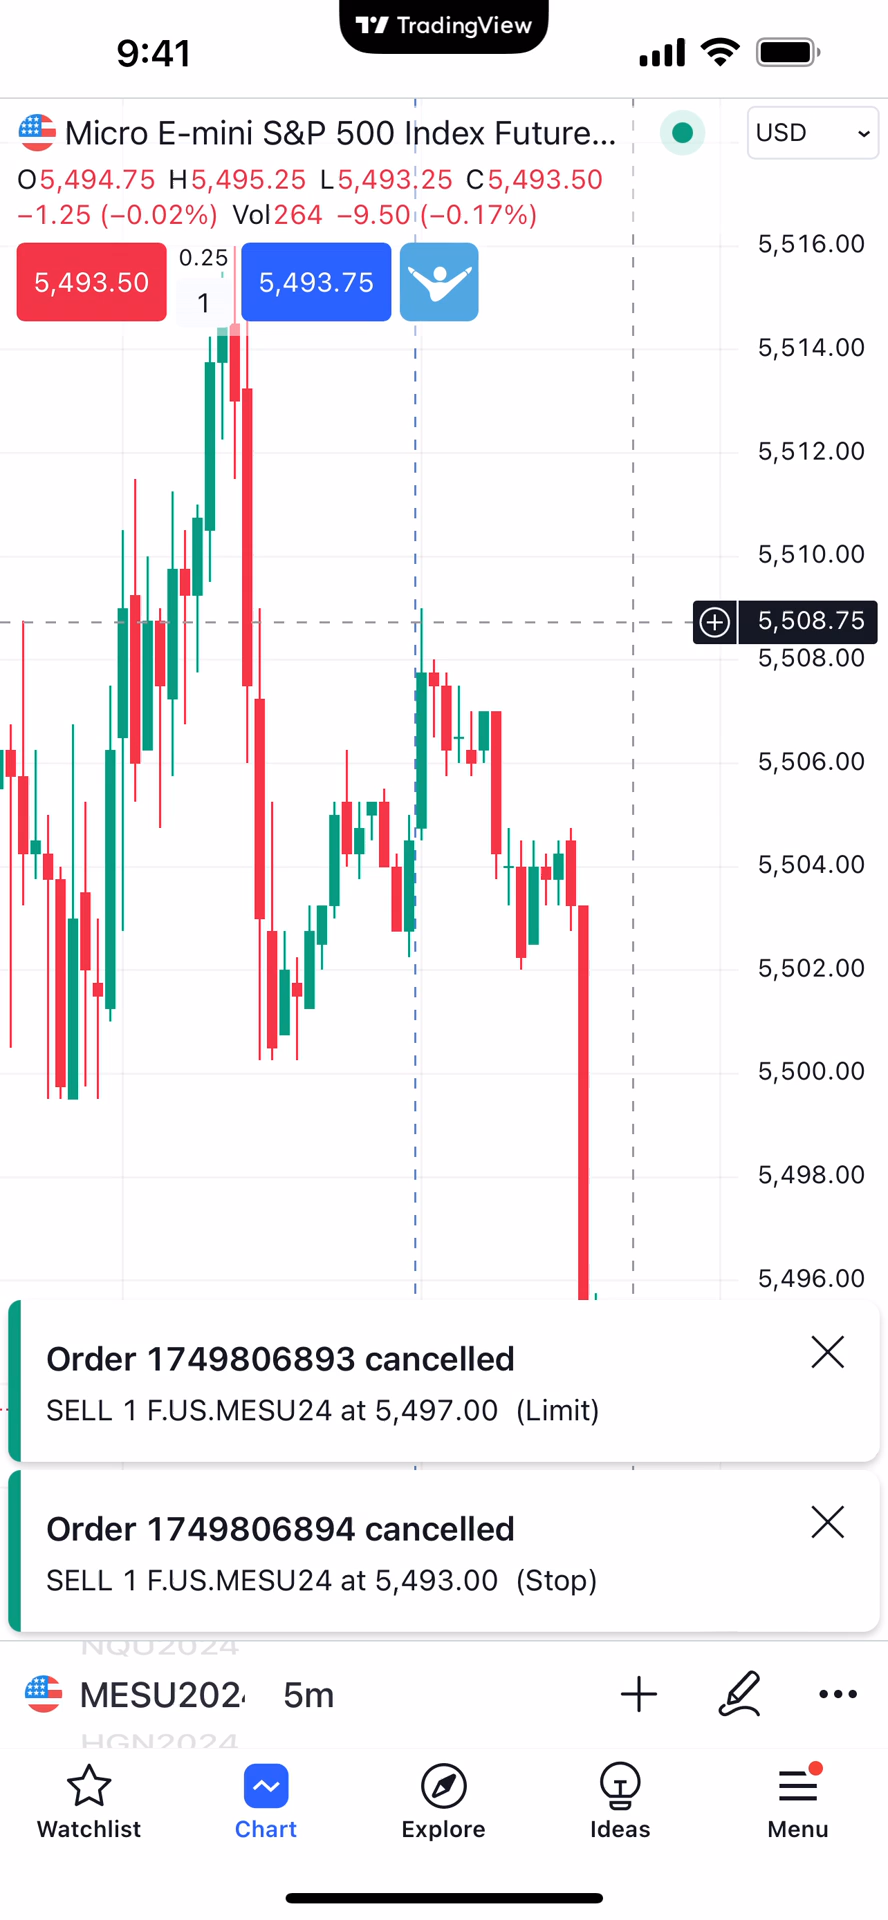 TradingView
9:41
Micro E-mini S&P 500 Index Future...
USD
O5,494.75 H5,495.25 L5,493.25 C5,493.50
−1.25 (−0.02%) Vol264 −9.50 (−0.17%)
5,493.50
0.25
1
5,493.75
5,516.00
5,514.00
5,512.00
5,510.00
5,508.75
5,508.00
5,506.00
5,504.00
5,502.00
5,500.00
5,498.00
5,496.00
Order 1749806893 cancelled
SELL 1 F.US.MESU24 at 5,497.00 (Limit)
Order 1749806894 cancelled
SELL 1 F.US.MESU24 at 5,493.00 (Stop)
NQU2024
MESU202
5m
HGN2024
Watchlist
Chart
Explore
Ideas
Menu